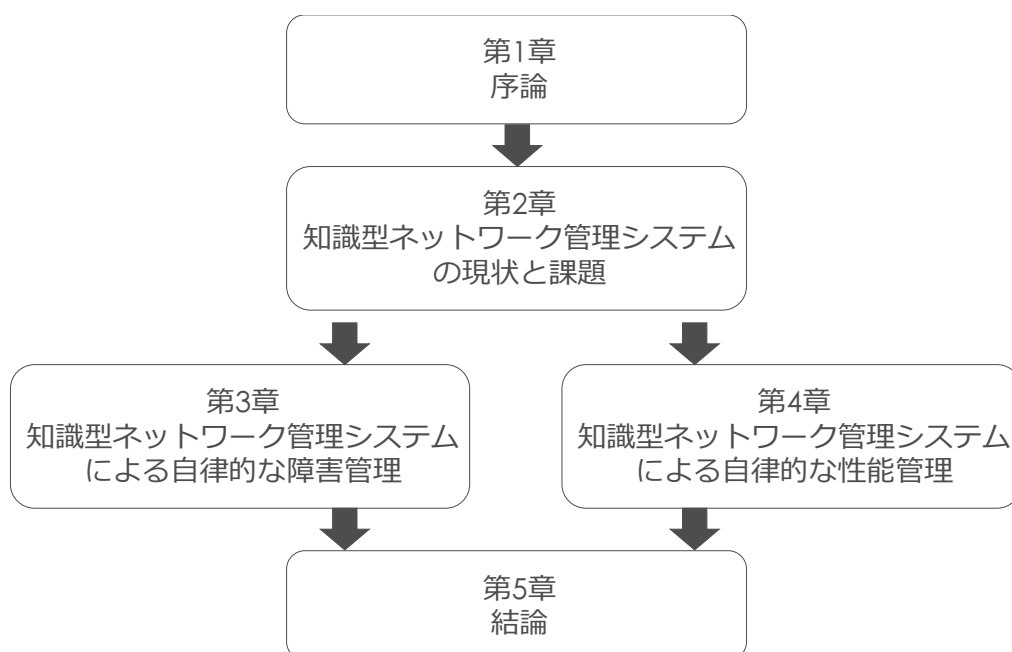 第1章
序論
第2章
知識型ネットワーク管理システム
の現状と課題
第3章
知識型ネットワーク管理システム
による自律的な障害管理
第4章
知識型ネットワーク管理システム
による自律的な性能管理
第5章
結論